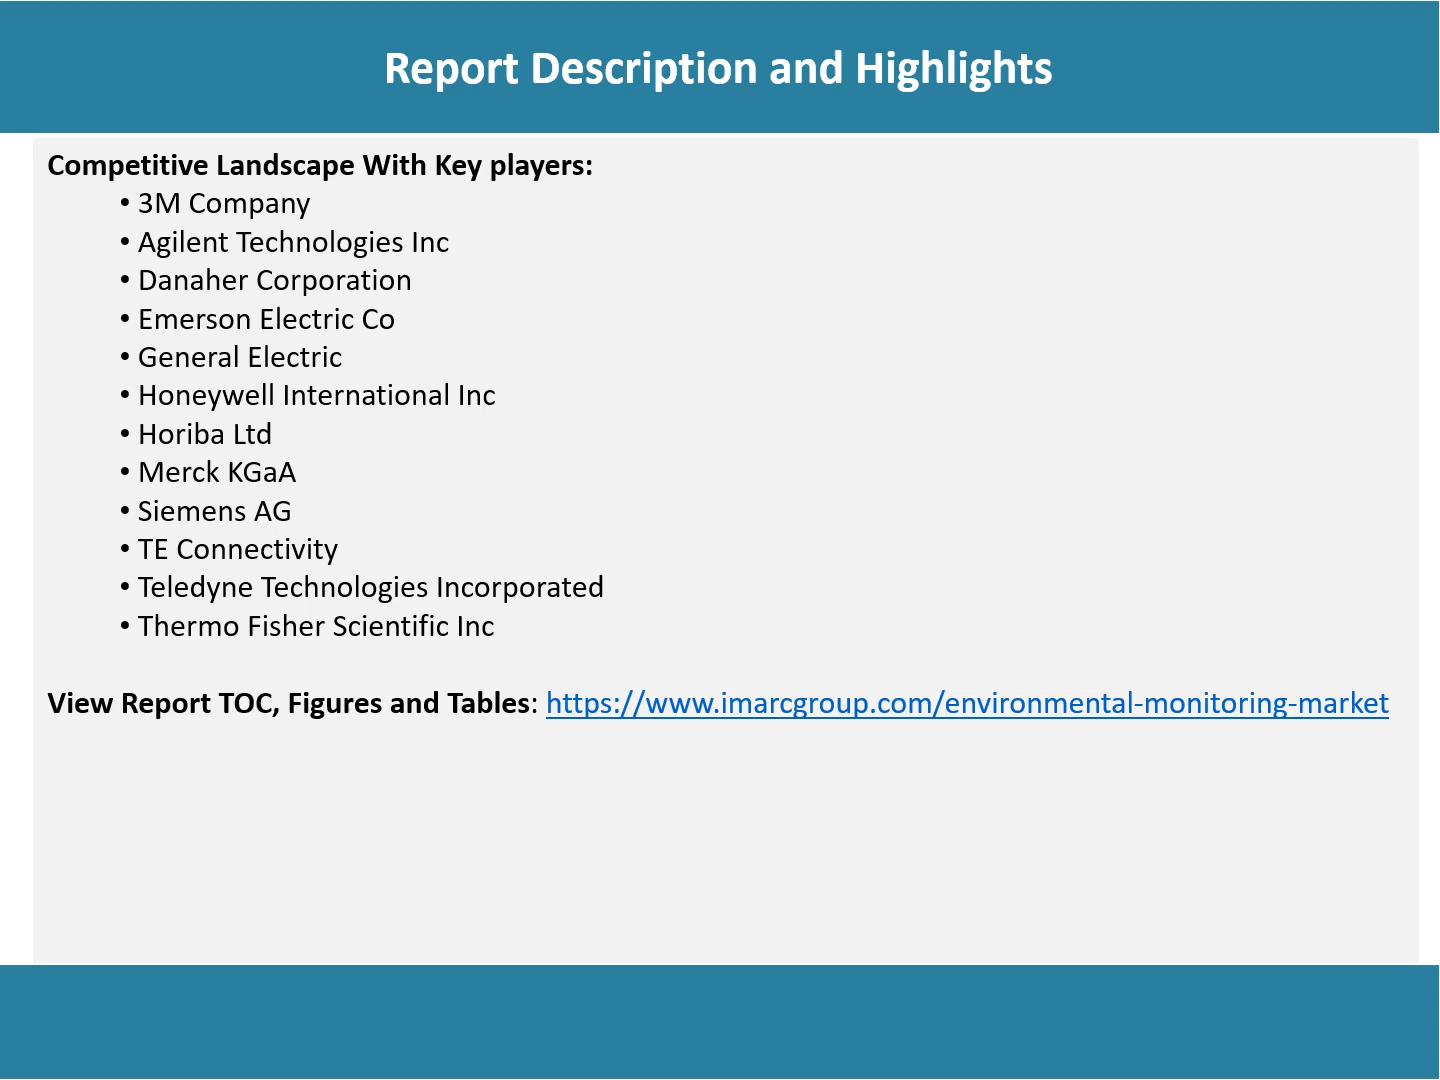 Report Description and Highlights
Competitive Landscape With Key players:
• 3M Company
• Agilent Technologies Inc
• Danaher Corporation
• Emerson Electric Co
• General Electric
• Honeywell International Inc
• Horiba Ltd
• Merck KGaA
• Siemens AG
• TE Connectivity
• Teledyne Technologies Incorporated
• Thermo Fisher Scientific Inc
View Report TOC, Figures and Tables: https://www.imarcgroup.com/environmental-monitoring-market